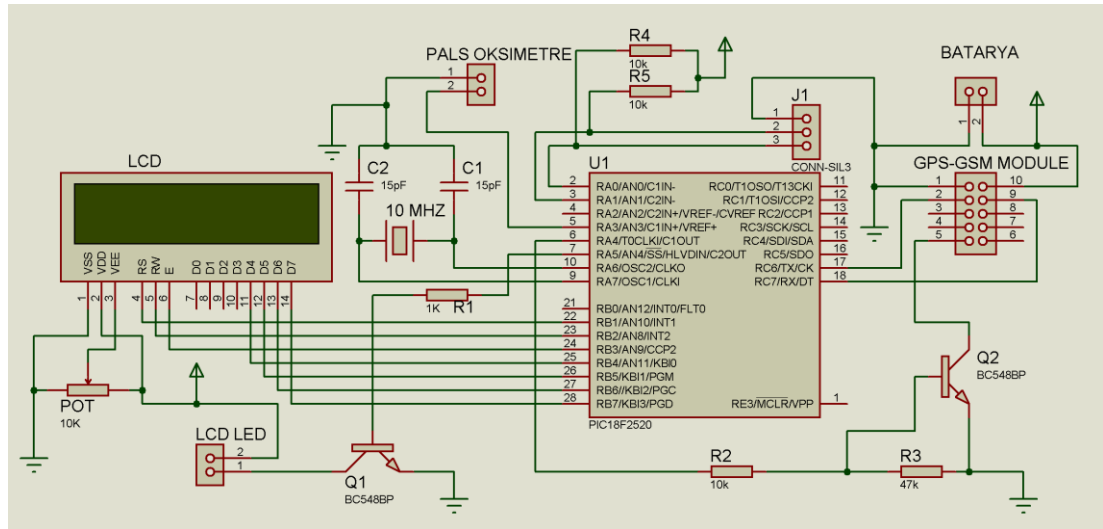 R4
10k
R5
10k
PALS OKSIMETRE
1
2
BATARYA
1
2
J1
1
2
3
CONN-SIL3
GPS-GSM MODULE
1
2
3
4
5
10
9
8
7
6
LCD
VSS
VDD
VEE
RS
RW
E
D0
D1
D2
D3
D4
D5
D6
D7
1
2
3
4
5
6
7
8
9
10
11
12
13
14
C2
15pF
C1
15pF
10 MHZ
R1
1K
U1
2 RA0/AN0/C1IN-
3 RA1/AN1/C2IN-
4 RA2/AN2/C2IN+/VREF-/CVREF
5 RA3/AN3/C1IN+/VREF+
6 RA4/T0CLKI/C1OUT
7 RA5/AN4/SS/HLVDIN/C2OUT
10 RA6/OSC2/CLKO
9 RA7/OSC1/CLKI
21 RB0/AN12/INT0/FLT0
22 RB1/AN10/INT1
23 RB2/AN8/INT2
24 RB3/AN9/CCP2
25 RB4/AN11/KBI0
26 RB5/KBI1/PGM
27 RB6//KBI2/PGC
28 RB7/KBI3/PGD
RC0/T1OSO/T13CKI 11
RC1/T1OSI/CCP2 12
RC2/CCP1 13
RC3/SCK/SCL 14
RC4/SDI/SDA 15
RC5/SDO 16
RC6/TX/CK 17
RC7/RX/DT 18
RE3/MCLR/VPP 1
PIC18F2520
POT
10K
LCD LED
2
1
Q1
BC548BP
Q2
BC548BP
R2
10k
R3
47k